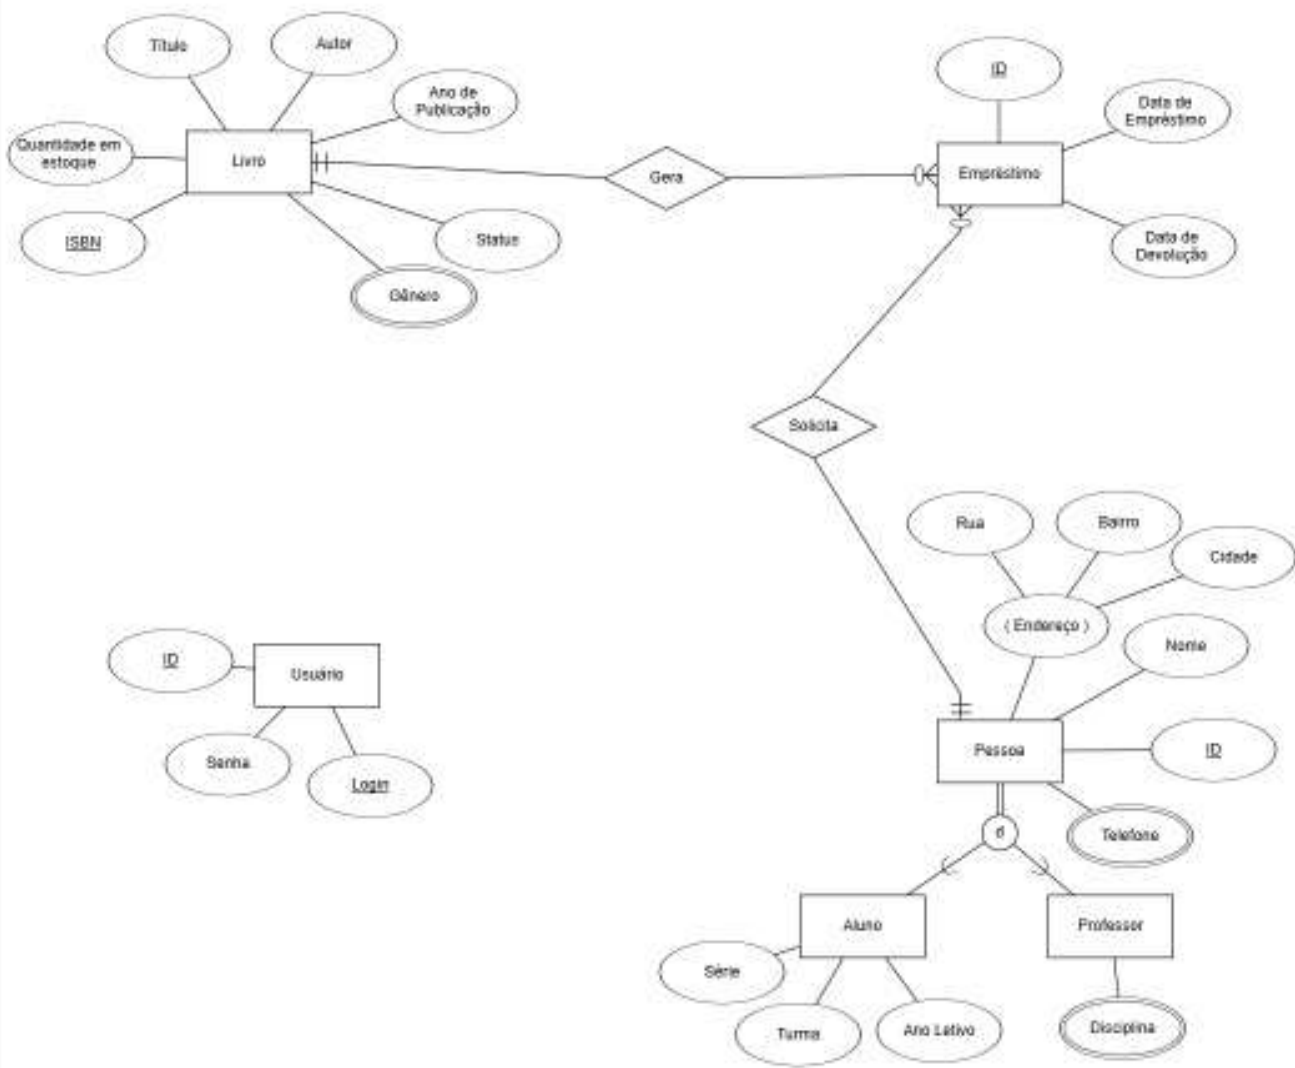 Título
Autor
Ano de
Publicação
Quantidade em
estoque
Livro
ISBN
Status
Gênero
Gera
ID
Data de
Empréstimo
Empréstimo
Data de
Devolução
Solicita
Rua
Bairro
Cidade
( Endereço )
Nome
ID
Usuário
Senha
Login
Pessoa
ID
Telefone
d
Aluno
Professor
Série
Turma
Ano Letivo
Disciplina